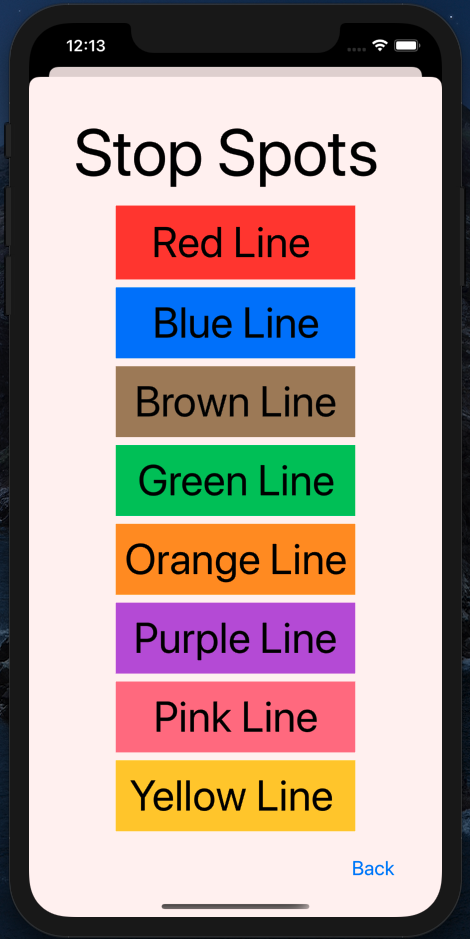 12:13
Stop Spots
Red Line
Blue Line
Brown Line
Green Line
Orange Line
Purple Line
Pink Line
Yellow Line
Back